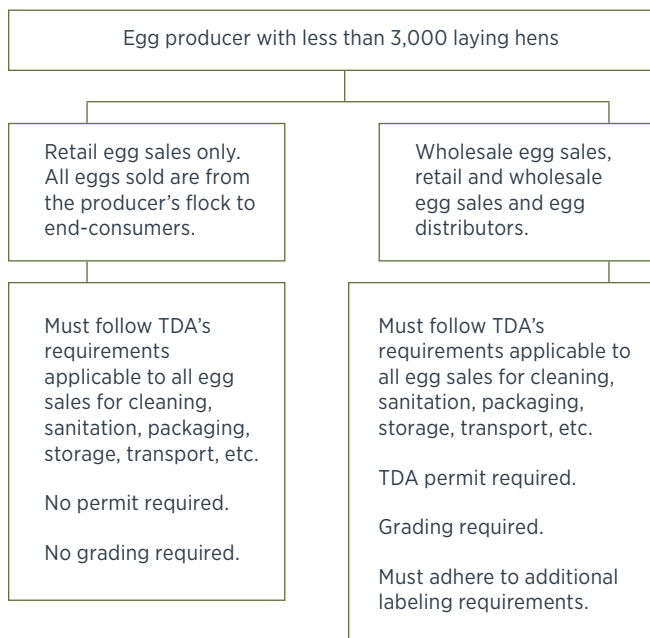 Egg producer with less than 3,000 laying hens
Retail egg sales only.
All eggs sold are from
the producer’s flock to
end-consumers.
Wholesale egg sales,
retail and wholesale
egg sales and egg
distributors.
Must follow TDA’s
requirements
applicable to all egg
sales for cleaning,
sanitation, packaging,
storage, transport, etc.
No permit required.
No grading required.
Must follow TDA’s
requirements applicable to
all egg sales for cleaning,
sanitation, packaging,
storage, transport, etc.
TDA permit required.
Grading required.
Must adhere to additional
labeling requirements.